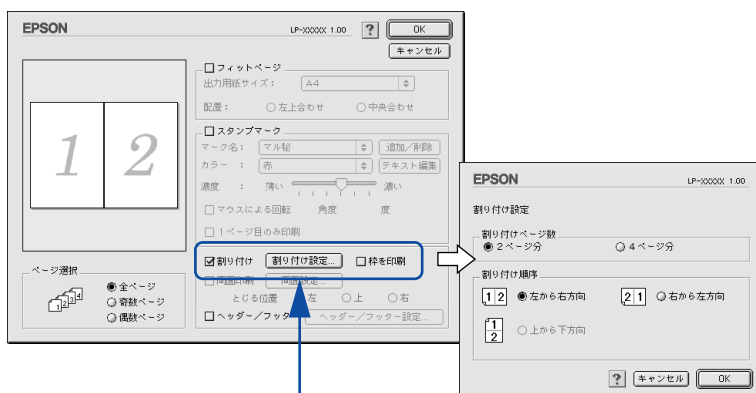 EPSON LP-XXXXX 1.00 ? OK
キャンセル
フィットページ
出力用紙サイズ： A4
配置： 左上合わせ 中央合わせ
スタンプマーク
マーク名： マル秘 追加／削除
カラー： 赤 テキスト編集
濃度： 薄い 濃い
マウスによる回転 角度 度
1ページ目のみ印刷
割り付け 割り付け設定... 枠を印刷
両面印刷 両面設定...
とじる位置 左 上 右
ヘッダー／フッター ヘッダー／フッター設定...
1 2
ページ選択
1 2 3 4
全ページ
奇数ページ
偶数ページ
EPSON LP-XXXXX 1.00
割り付け設定
割り付けページ数
2ページ分 4ページ分
割り付け順序
1 2 左から右方向 2 1 右から左方向
1
2 上から下方向
? キャンセル OK